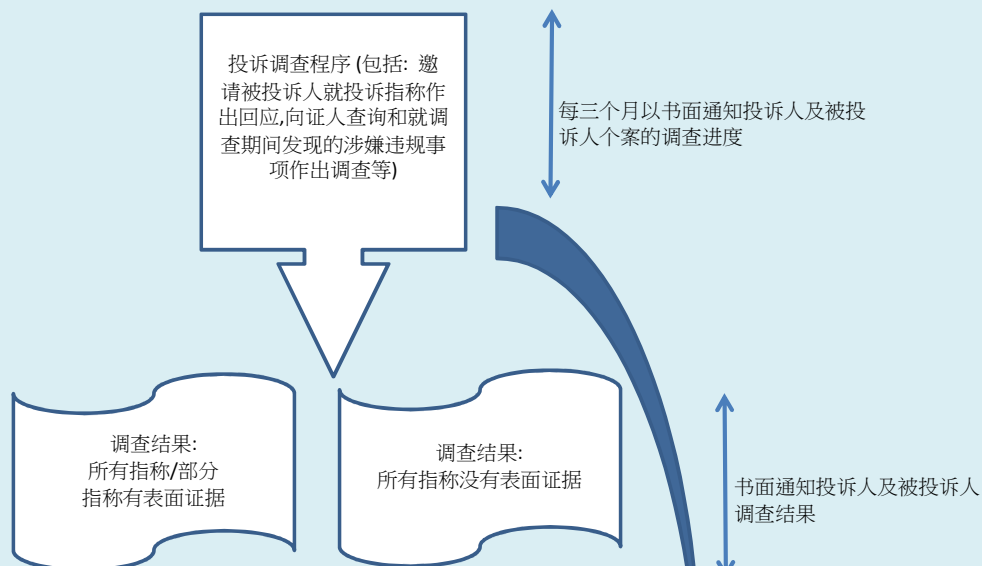 投诉调查程序 (包括: 邀
请被投诉人就投诉指称作
出回应,向证人查询和就调
查期间发现的涉嫌违规事
项作出调查等)
每三个月以书面通知投诉人及被投
诉人个案的调查进度
调查结果:
所有指称/部分
指称有表面证据
调查结果:
所有指称没有表面证据
书面通知投诉人及被投诉人
调查结果